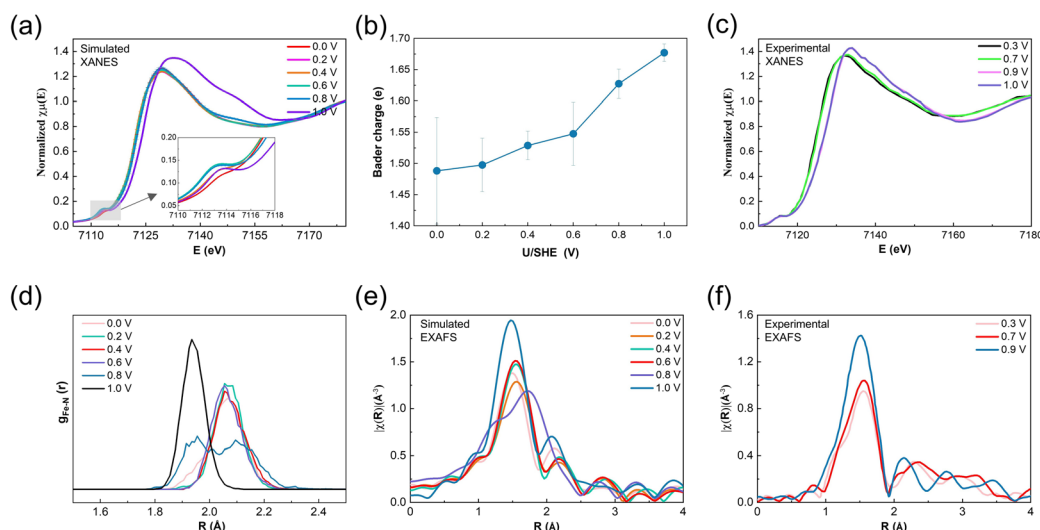 (a)
Simulated
XANES
0.0 V
0.2 V
0.4 V
0.6 V
0.8 V
1.0 V
Normalized χμ(E)
1.4
1.2
1.0
0.8
0.6
0.4
0.2
0.0
0.20
0.15
0.10
0.05
7110 7112 7114 7116 7118
7110 7125 7140 7155 7170
E (eV)
(b)
Bader charge (e)
1.70
1.65
1.60
1.55
1.50
1.45
1.40
0.0 0.2 0.4 0.6 0.8 1.0
U/SHE (V)
(c)
Experimental
XANES
0.3 V
0.7 V
0.9 V
1.0 V
Normalized χμ(E)
1.6
1.4
1.2
1.0
0.8
0.6
0.4
0.2
0.0
7120 7140 7160 7180
E (eV)
(d)
0.0 V
0.2 V
0.4 V
0.6 V
0.8 V
1.0 V
gFe-N (r)
1.6 1.8 2.0 2.2 2.4
R (Å)
(e)
Simulated
EXAFS
0.0 V
0.2 V
0.4 V
0.6 V
0.8 V
1.0 V
|χ(R)|(Å-3)
2.0
1.5
1.0
0.5
0.0
0 1 2 3 4
R (Å)
(f)
Experimental
EXAFS
0.3 V
0.7 V
0.9 V
|χ(R)|(Å-3)
1.6
1.2
0.8
0.4
0.0
0 1 2 3 4
R (Å)